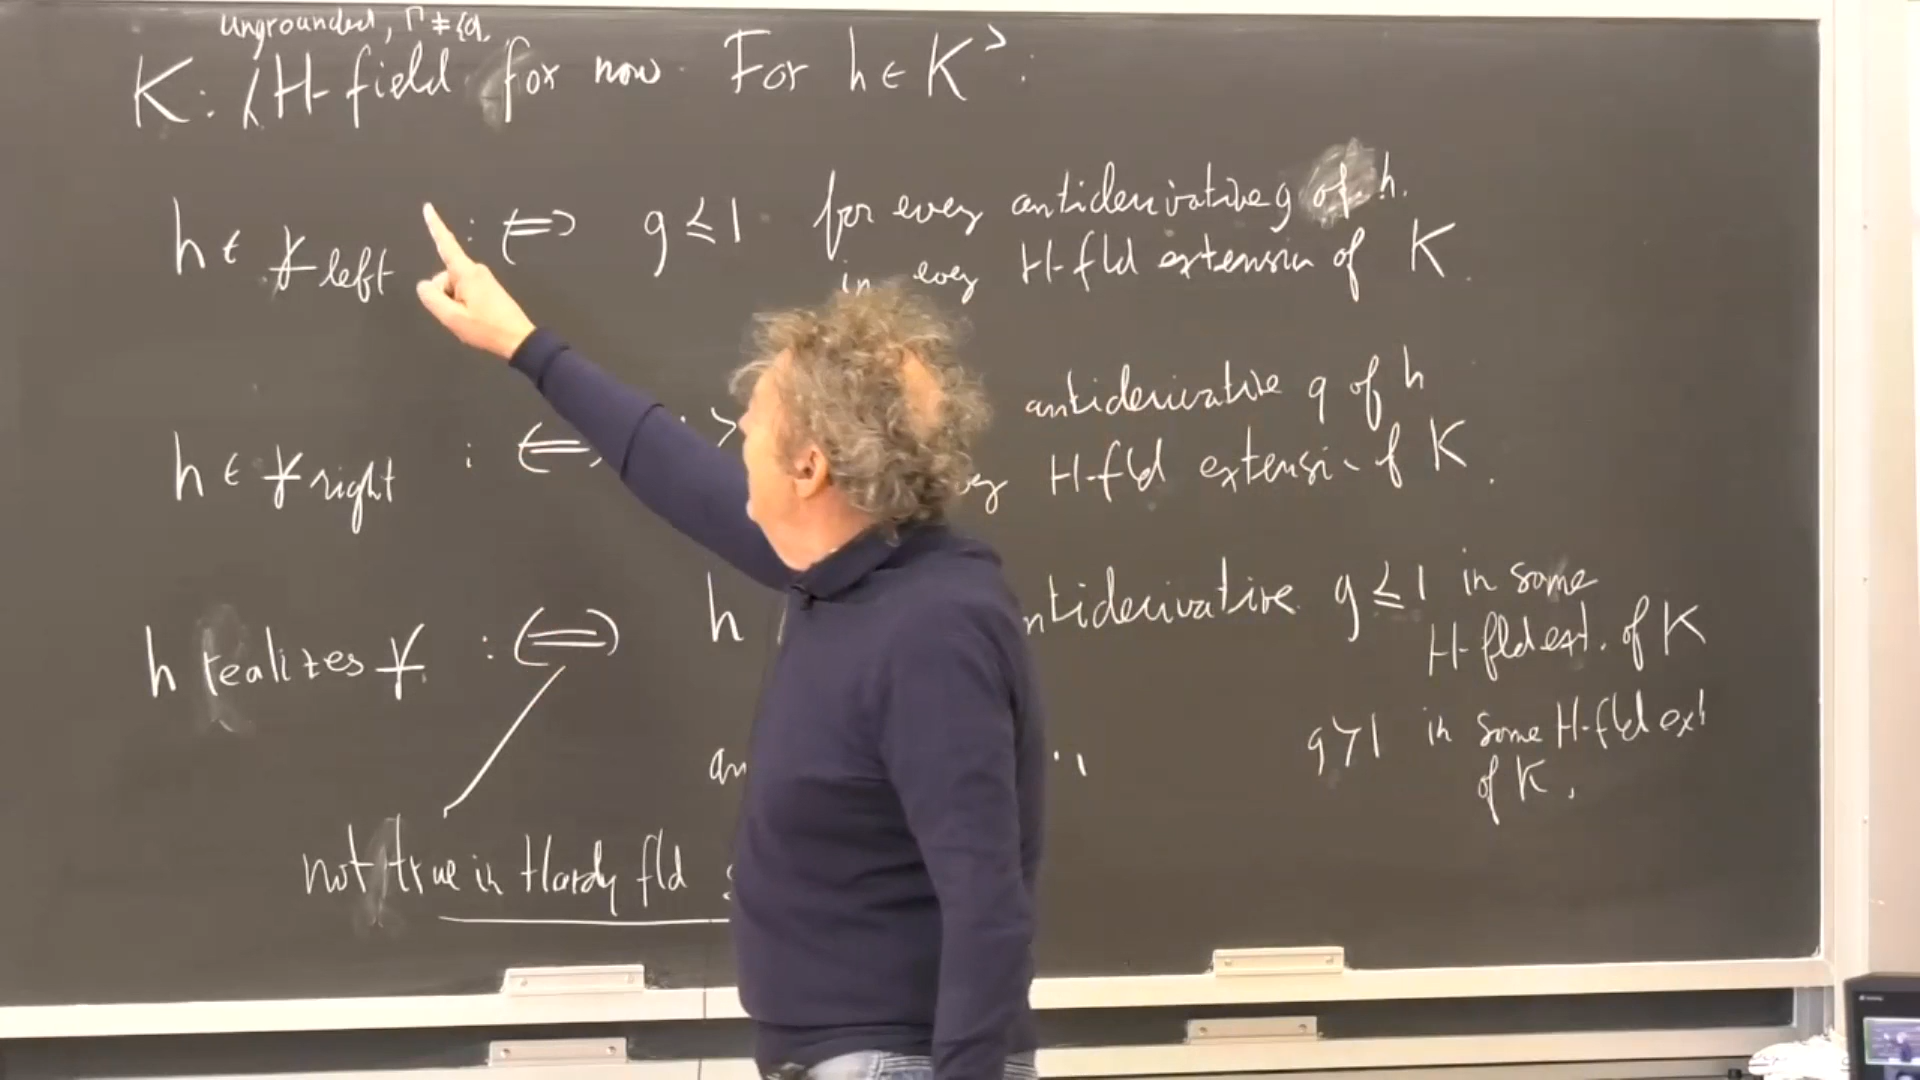 ungrounded, Γ ≠ {0}
K: H-field for now. For h ∈ K^>:
h ∈ ɏ left :⟺ g ≼ 1 for every antiderivative g of h.
in every H-fld extension of K.
antiderivative g of h
h ∈ ɏ right :⟺ >
H-fld extensi- of K.
h realizes ɏ. :⟺ h antiderivative g ≼ 1 in some
H-fld ext. of K
g ≻ 1 in some H-fld ext
of K.
not true in Hardy fld